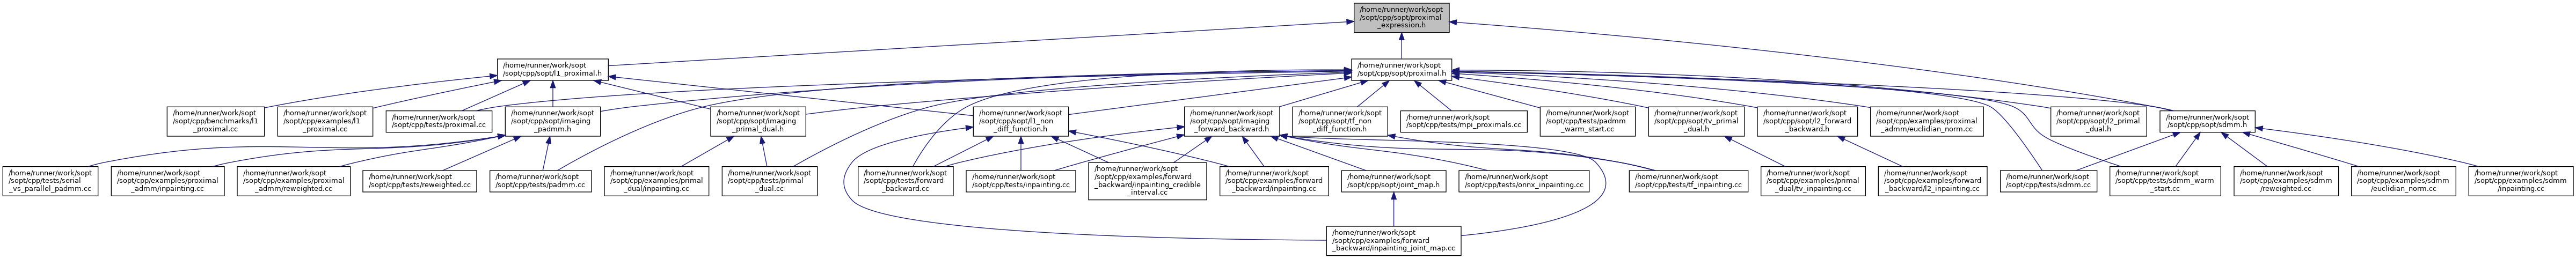 /home/runner/work/sopt
/sopt/cpp/sopt/proximal
_expression.h
/home/runner/work/sopt
/sopt/cpp/sopt/l1_proximal.h
/home/runner/work/sopt
/sopt/cpp/sopt/proximal.h
/home/runner/work/sopt
/sopt/cpp/benchmarks/l1
_proximal.cc
/home/runner/work/sopt
/sopt/cpp/examples/l1
_proximal.cc
/home/runner/work/sopt
/sopt/cpp/tests/proximal.cc
/home/runner/work/sopt
/sopt/cpp/sopt/imaging
_padmm.h
/home/runner/work/sopt
/sopt/cpp/sopt/imaging
_primal_dual.h
/home/runner/work/sopt
/sopt/cpp/sopt/l1_non
_diff_function.h
/home/runner/work/sopt
/sopt/cpp/sopt/imaging
_forward_backward.h
/home/runner/work/sopt
/sopt/cpp/sopt/tf_non
_diff_function.h
/home/runner/work/sopt
/sopt/cpp/tests/mpi_proximals.cc
/home/runner/work/sopt
/sopt/cpp/tests/padmm
_warm_start.cc
/home/runner/work/sopt
/sopt/cpp/sopt/tv_primal
_dual.h
/home/runner/work/sopt
/sopt/cpp/sopt/l2_forward
_backward.h
/home/runner/work/sopt
/sopt/cpp/examples/proximal
_admm/euclidian_norm.cc
/home/runner/work/sopt
/sopt/cpp/sopt/l2_primal
_dual.h
/home/runner/work/sopt
/sopt/cpp/sopt/sdmm.h
/home/runner/work/sopt
/sopt/cpp/tests/serial
_vs_parallel_padmm.cc
/home/runner/work/sopt
/sopt/cpp/examples/proximal
_admm/inpainting.cc
/home/runner/work/sopt
/sopt/cpp/examples/proximal
_admm/reweighted.cc
/home/runner/work/sopt
/sopt/cpp/tests/reweighted.cc
/home/runner/work/sopt
/sopt/cpp/tests/padmm.cc
/home/runner/work/sopt
/sopt/cpp/examples/primal
_dual/inpainting.cc
/home/runner/work/sopt
/sopt/cpp/tests/primal
_dual.cc
/home/runner/work/sopt
/sopt/cpp/tests/forward
_backward.cc
/home/runner/work/sopt
/sopt/cpp/tests/inpainting.cc
/home/runner/work/sopt
/sopt/cpp/examples/forward
_backward/inpainting_credible
_interval.cc
/home/runner/work/sopt
/sopt/cpp/examples/forward
_backward/inpainting.cc
/home/runner/work/sopt
/sopt/cpp/sopt/joint_map.h
/home/runner/work/sopt
/sopt/cpp/tests/onnx_inpainting.cc
/home/runner/work/sopt
/sopt/cpp/tests/tf_inpainting.cc
/home/runner/work/sopt
/sopt/cpp/examples/primal
_dual/tv_inpainting.cc
/home/runner/work/sopt
/sopt/cpp/examples/forward
_backward/l2_inpainting.cc
/home/runner/work/sopt
/sopt/cpp/tests/sdmm.cc
/home/runner/work/sopt
/sopt/cpp/tests/sdmm_warm
_start.cc
/home/runner/work/sopt
/sopt/cpp/examples/sdmm
/reweighted.cc
/home/runner/work/sopt
/sopt/cpp/examples/sdmm
/euclidian_norm.cc
/home/runner/work/sopt
/sopt/cpp/examples/sdmm
/inpainting.cc
/home/runner/work/sopt
/sopt/cpp/examples/forward
_backward/inpainting_joint_map.cc